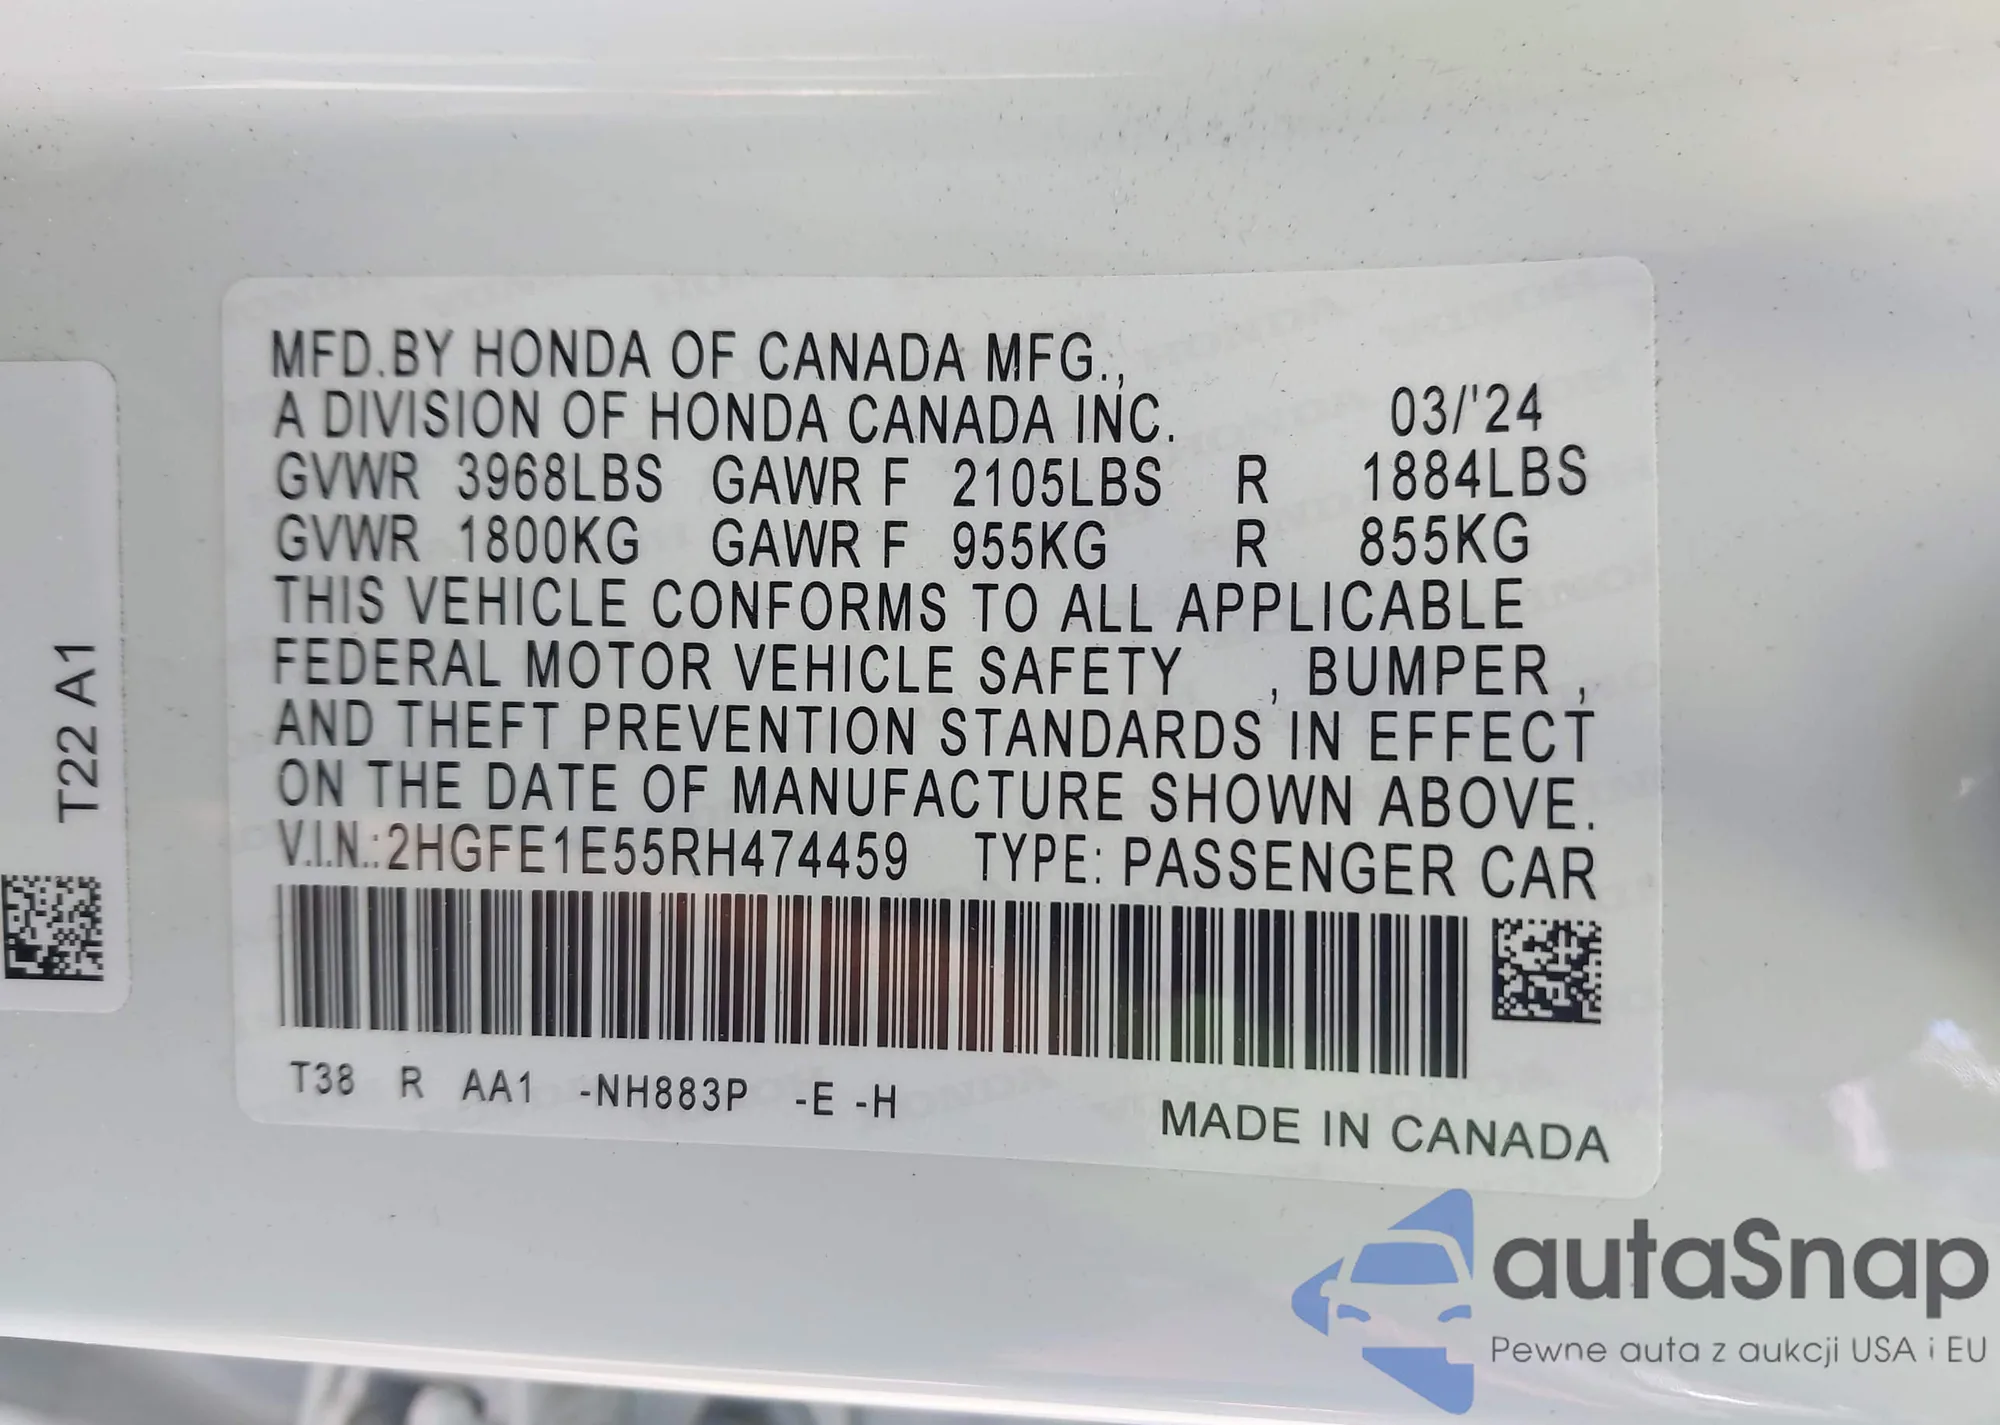 MFD.BY HONDA OF CANADA MFG.,
A DIVISION OF HONDA CANADA INC. 03/'24
GVWR 3968LBS GAWR F 2105LBS R 1884LBS
GVWR 1800KG GAWR F 955KG R 855KG
THIS VEHICLE CONFORMS TO ALL APPLICABLE
FEDERAL MOTOR VEHICLE SAFETY , BUMPER ,
AND THEFT PREVENTION STANDARDS IN EFFECT
ON THE DATE OF MANUFACTURE SHOWN ABOVE.
V.I.N.:2HGFE1E55RH474459 TYPE: PASSENGER CAR
T38 R AA1 -NH883P -E -H
MADE IN CANADA
T22 A1
autaSnap
Pewne auta z aukcji USA i EU